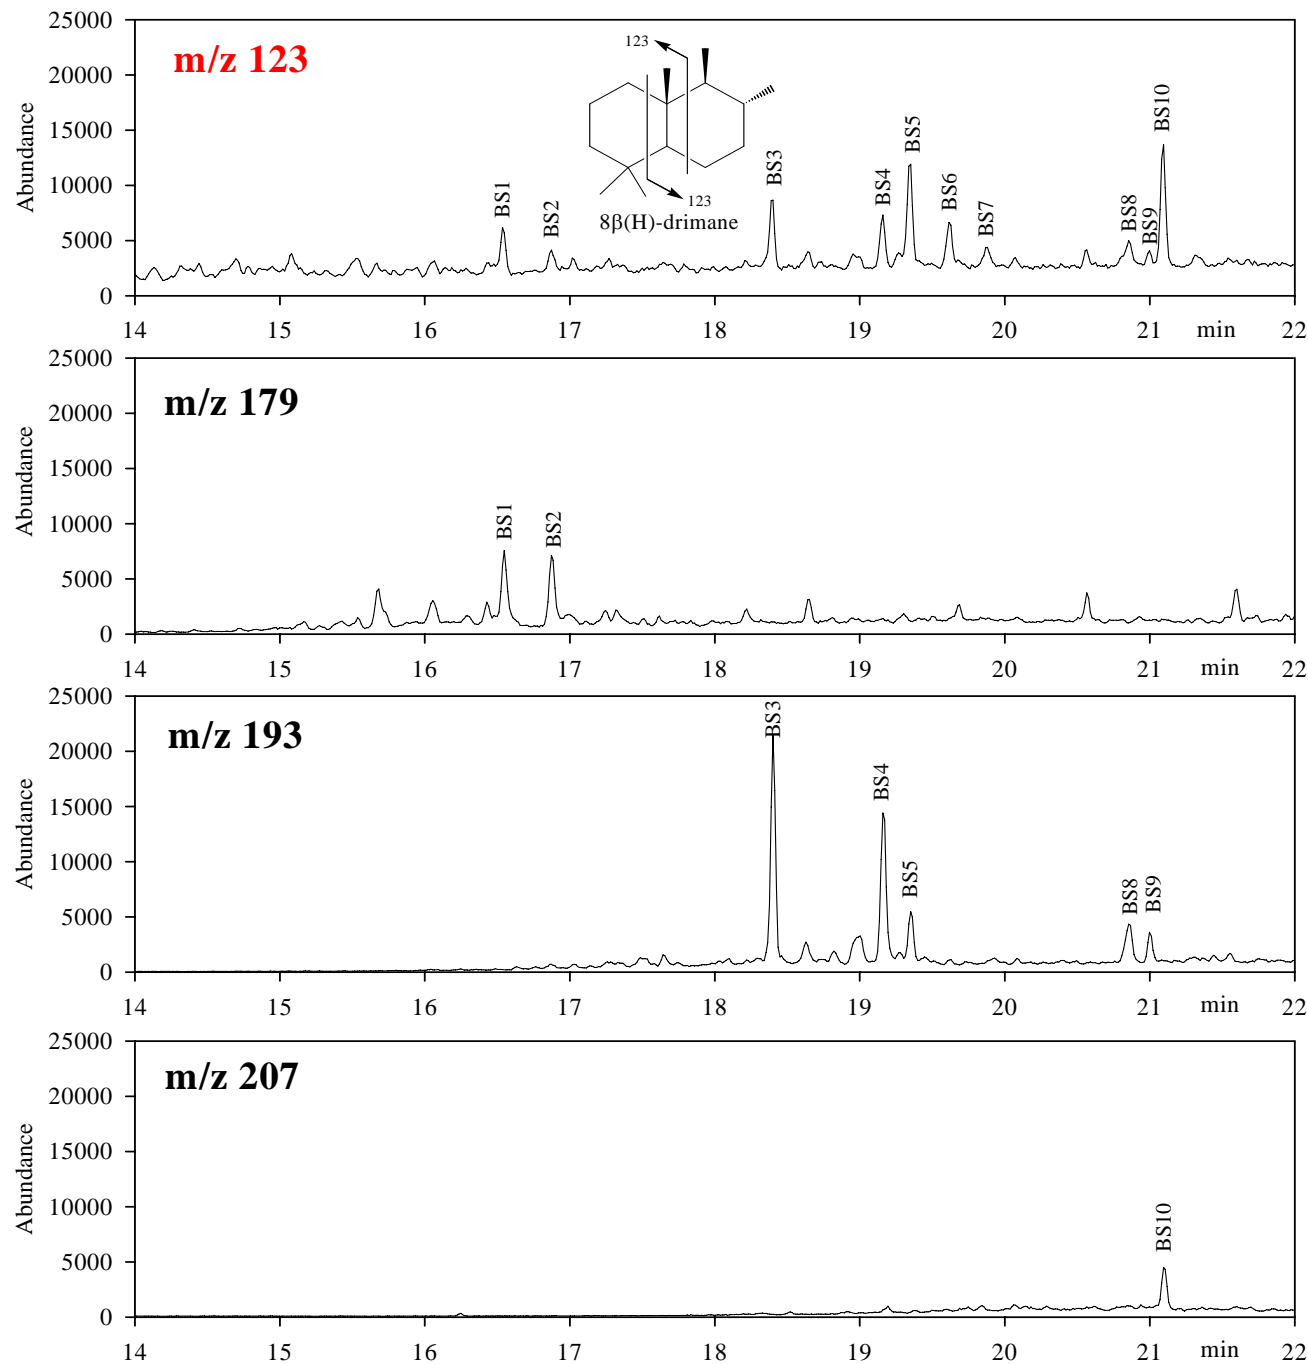 25000
20000
15000
10000
5000
0
Abundance
m/z 123
123
123
8β(H)-drimane
BS1
BS2
BS3
BS4
BS5
BS6
BS7
BS8
BS9
BS10
14 15 16 17 18 19 20 21 min 22
25000
20000
15000
10000
5000
0
Abundance
m/z 179
BS1
BS2
14 15 16 17 18 19 20 21 min 22
25000
20000
15000
10000
5000
0
Abundance
m/z 193
BS3
BS4
BS5
BS8
BS9
14 15 16 17 18 19 20 21 min 22
25000
20000
15000
10000
5000
0
Abundance
m/z 207
BS10
14 15 16 17 18 19 20 21 min 22